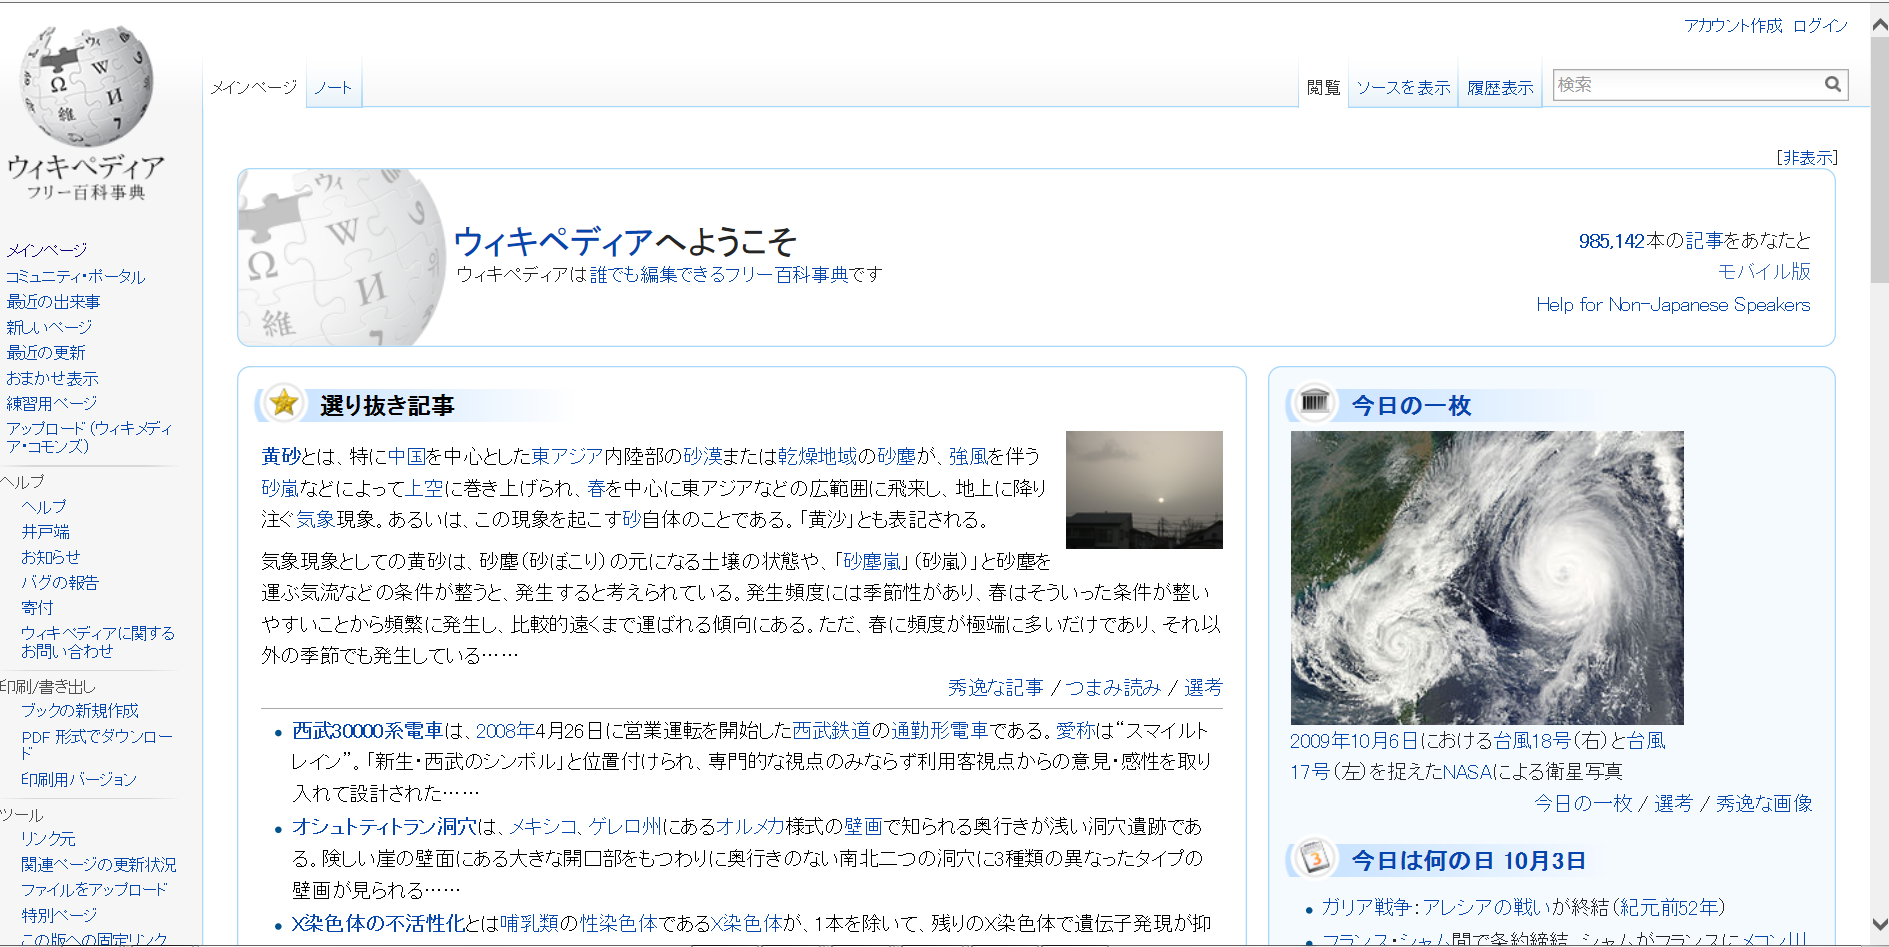 アカウント作成 ログイン
メインページ ノート 閲覧 ソースを表示 履歴表示 検索
ウィキペディア
フリー百科事典
メインページ
コミュニティ・ポータル
最近の出来事
新しいページ
最近の更新
おまかせ表示
練習用ページ
アップロード（ウィキメディ
ア・コモンズ）
ヘルプ
ヘルプ
井戸端
お知らせ
バグの報告
寄付
ウィキペディアに関する
お問い合わせ
印刷/書き出し
ブックの新規作成
PDF 形式でダウンロー
ド
印刷用バージョン
ツール
リンク元
関連ページの更新状況
ファイルをアップロード
特別ページ
この版への固定リンク
[非表示]
ウィキペディアへようこそ
ウィキペディアは誰でも編集できるフリー百科事典です
985,142本の記事をあなたと
モバイル版
Help for Non-Japanese Speakers
選り抜き記事
黄砂とは、特に中国を中心とした東アジア内陸部の砂漠または乾燥地域の砂塵が、強風を伴う
砂嵐などによって上空に巻き上げられ、春を中心に東アジアなどの広範囲に飛来し、地上に降り
注ぐ気象現象。あるいは、この現象を起こす砂自体のことである。「黄沙」とも表記される。
気象現象としての黄砂は、砂塵（砂ぼこり）の元になる土壌の状態や、「砂塵嵐」（砂嵐）」と砂塵を
運ぶ気流などの条件が整うと、発生すると考えられている。発生頻度には季節性があり、春はそういった条件が整い
やすいことから頻繁に発生し、比較的遠くまで運ばれる傾向にある。ただ、春に頻度が極端に多いだけであり、それ以
外の季節でも発生している……
秀逸な記事 / つまみ読み / 選考
西武30000系電車は、2008年4月26日に営業運転を開始した西武鉄道の通勤形電車である。愛称は“スマイルト
レイン”。「新生・西武のシンボル」と位置付けられ、専門的な視点のみならず利用客視点からの意見・感性を取り
入れて設計された……
オシュトティトラン洞穴は、メキシコ、ゲレロ州にあるオルメカ様式の壁画で知られる奥行きが浅い洞穴遺跡であ
る。険しい崖の壁面にある大きな開口部をもつわりに奥行きのない南北二つの洞穴に3種類の異なったタイプの
壁画が見られる……
X染色体の不活性化とは哺乳類の性染色体であるX染色体が、1本を除いて、残りのX染色体で遺伝子発現が抑
今日の一枚
2009年10月6日における台風18号（右）と台風
17号（左）を捉えたNASAによる衛星写真
今日の一枚 / 選考 / 秀逸な画像
今日は何の日 10月3日
ガリア戦争：アレシアの戦いが終結（紀元前52年）
フランス・シャム間で条約締結。シャムがフランスにメコン川